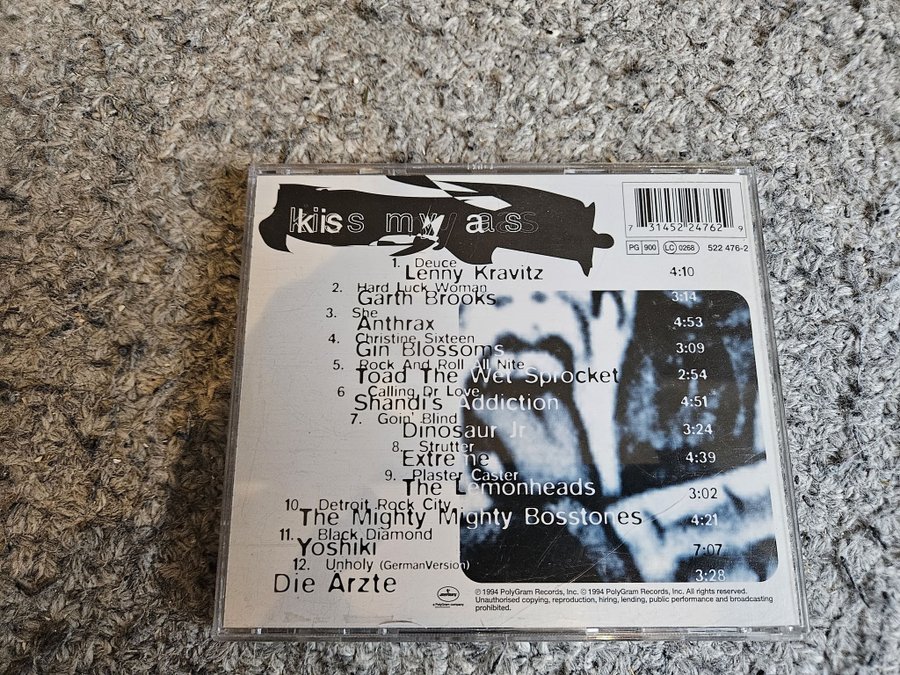 kiss my ass
7 31452 24762 9
PG 900 LC 0268 522 476-2
1. Deuce
Lenny Kravitz 4:10
2. Hard Luck Woman
Garth Brooks 3:14
3. She
Anthrax 4:53
4. Christine Sixteen
Gin Blossoms 3:09
5. Rock And Roll All Nite
Toad The Wet Sprocket 2:54
6 Calling Dr Love
Shandi's Addiction 4:51
7. Goin' Blind
Dinosaur Jr 3:24
8. Strutter
Extreme 4:39
9. Plaster Caster
The Lemonheads 3:02
10. Detroit Rock City
The Mighty Mighty Bosstones 4:21
11. Black Diamond
Yoshiki 7:07
12. Unholy (GermanVersion)
Die Arzte 3:28
mercury
a PolyGram company
℗ 1994 PolyGram Records, Inc. © 1994 PolyGram Records, Inc. All rights reserved.
Unauthorised copying, reproduction, hiring, lending, public performance and broadcasting
prohibited.